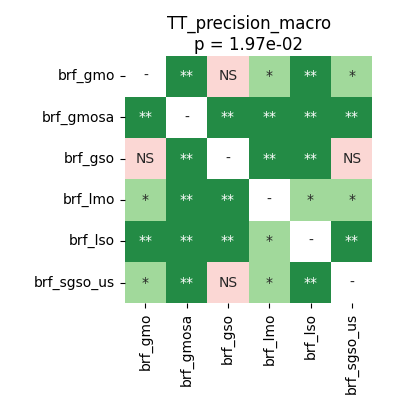 TT_precision_macro
p = 1.97e-02
brf_gmo - ** NS * ** *
brf_gmosa ** - ** ** ** **
brf_gso NS ** - ** ** NS
brf_lmo * ** ** - * *
brf_lso ** ** ** * - **
brf_sgso_us * ** NS * ** -
brf_gmo brf_gmosa brf_gso brf_lmo brf_lso brf_sgso_us